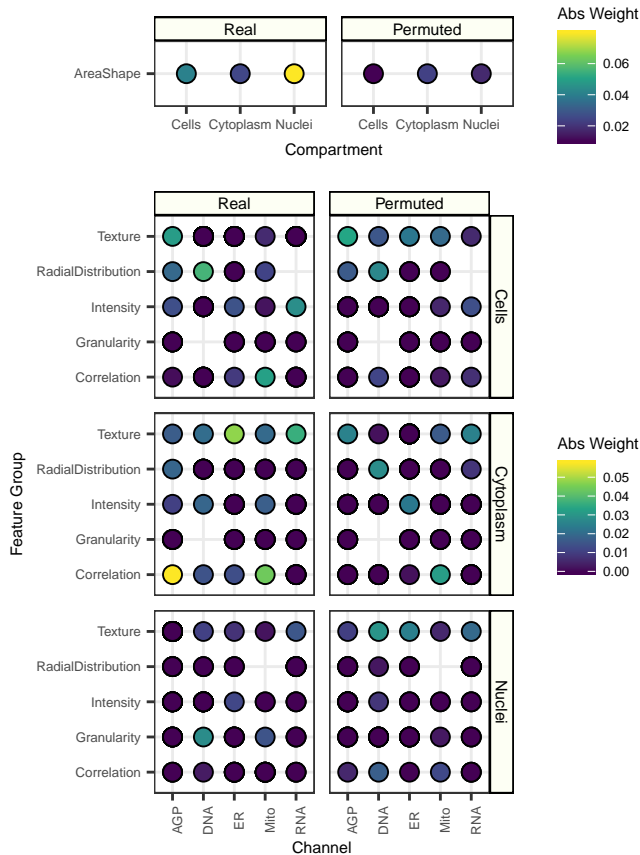 Abs Weight
Real Permuted
0.06
AreaShape
0.04
0.02
Cells Cytoplasm Nuclei Cells Cytoplasm Nuclei
Compartment
Real Permuted
Texture
RadialDistribution
Intensity
Granularity
Correlation
Cells
Texture
RadialDistribution
Intensity
Granularity
Correlation
Cytoplasm
Abs Weight
0.05
0.04
0.03
0.02
0.01
0.00
Feature Group
Texture
RadialDistribution
Intensity
Granularity
Correlation
Nuclei
AGP DNA ER Mito RNA AGP DNA ER Mito RNA
Channel